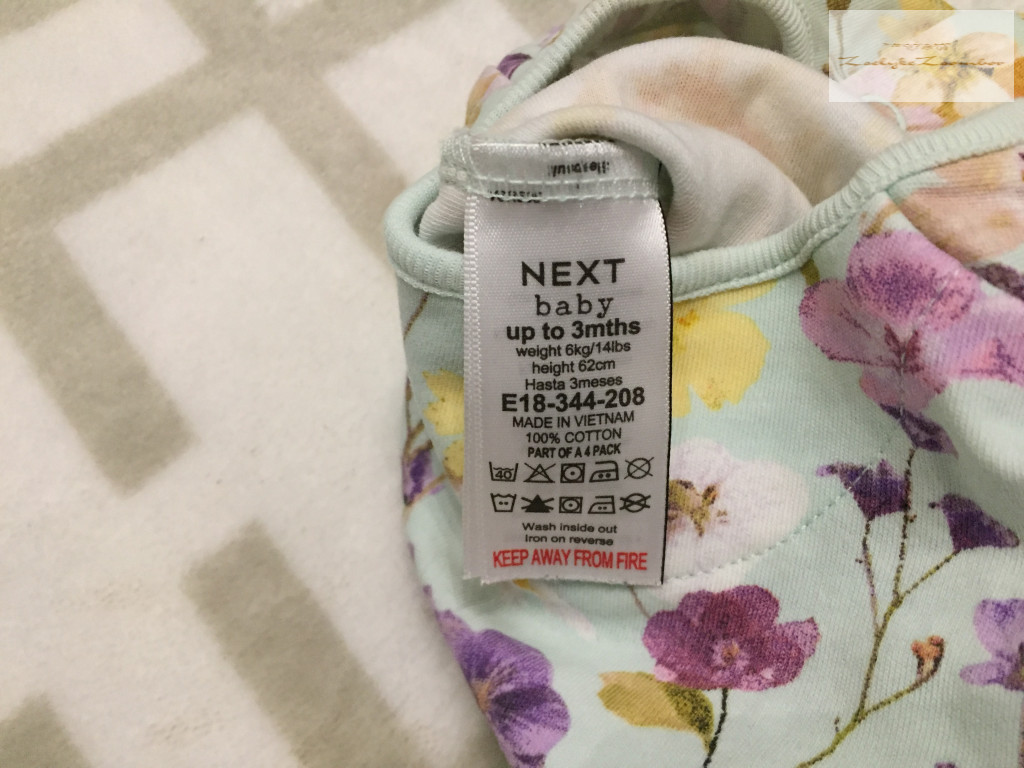 NEXT
baby
up to 3mths
weight 6kg/14lbs
height 62cm
Hasta 3meses
E18-344-208
MADE IN VIETNAM
100% COTTON
PART OF A 4 PACK
40
Wash inside out
Iron on reverse
KEEP AWAY FROM FIRE